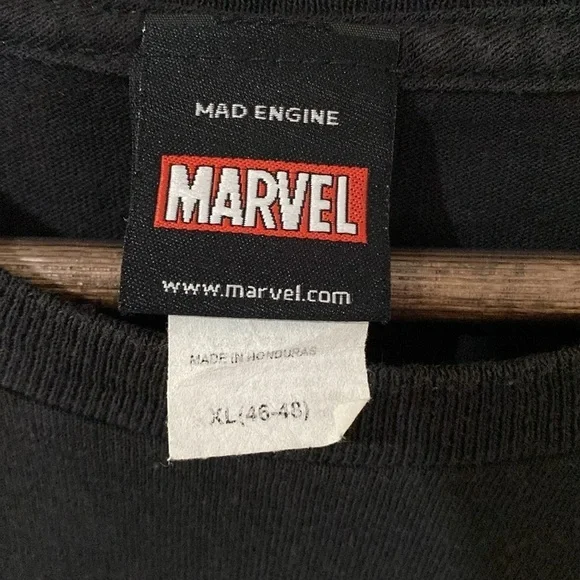 MAD ENGINE
MARVEL
www.marvel.com
MADE IN HONDURAS
XL(46-48)